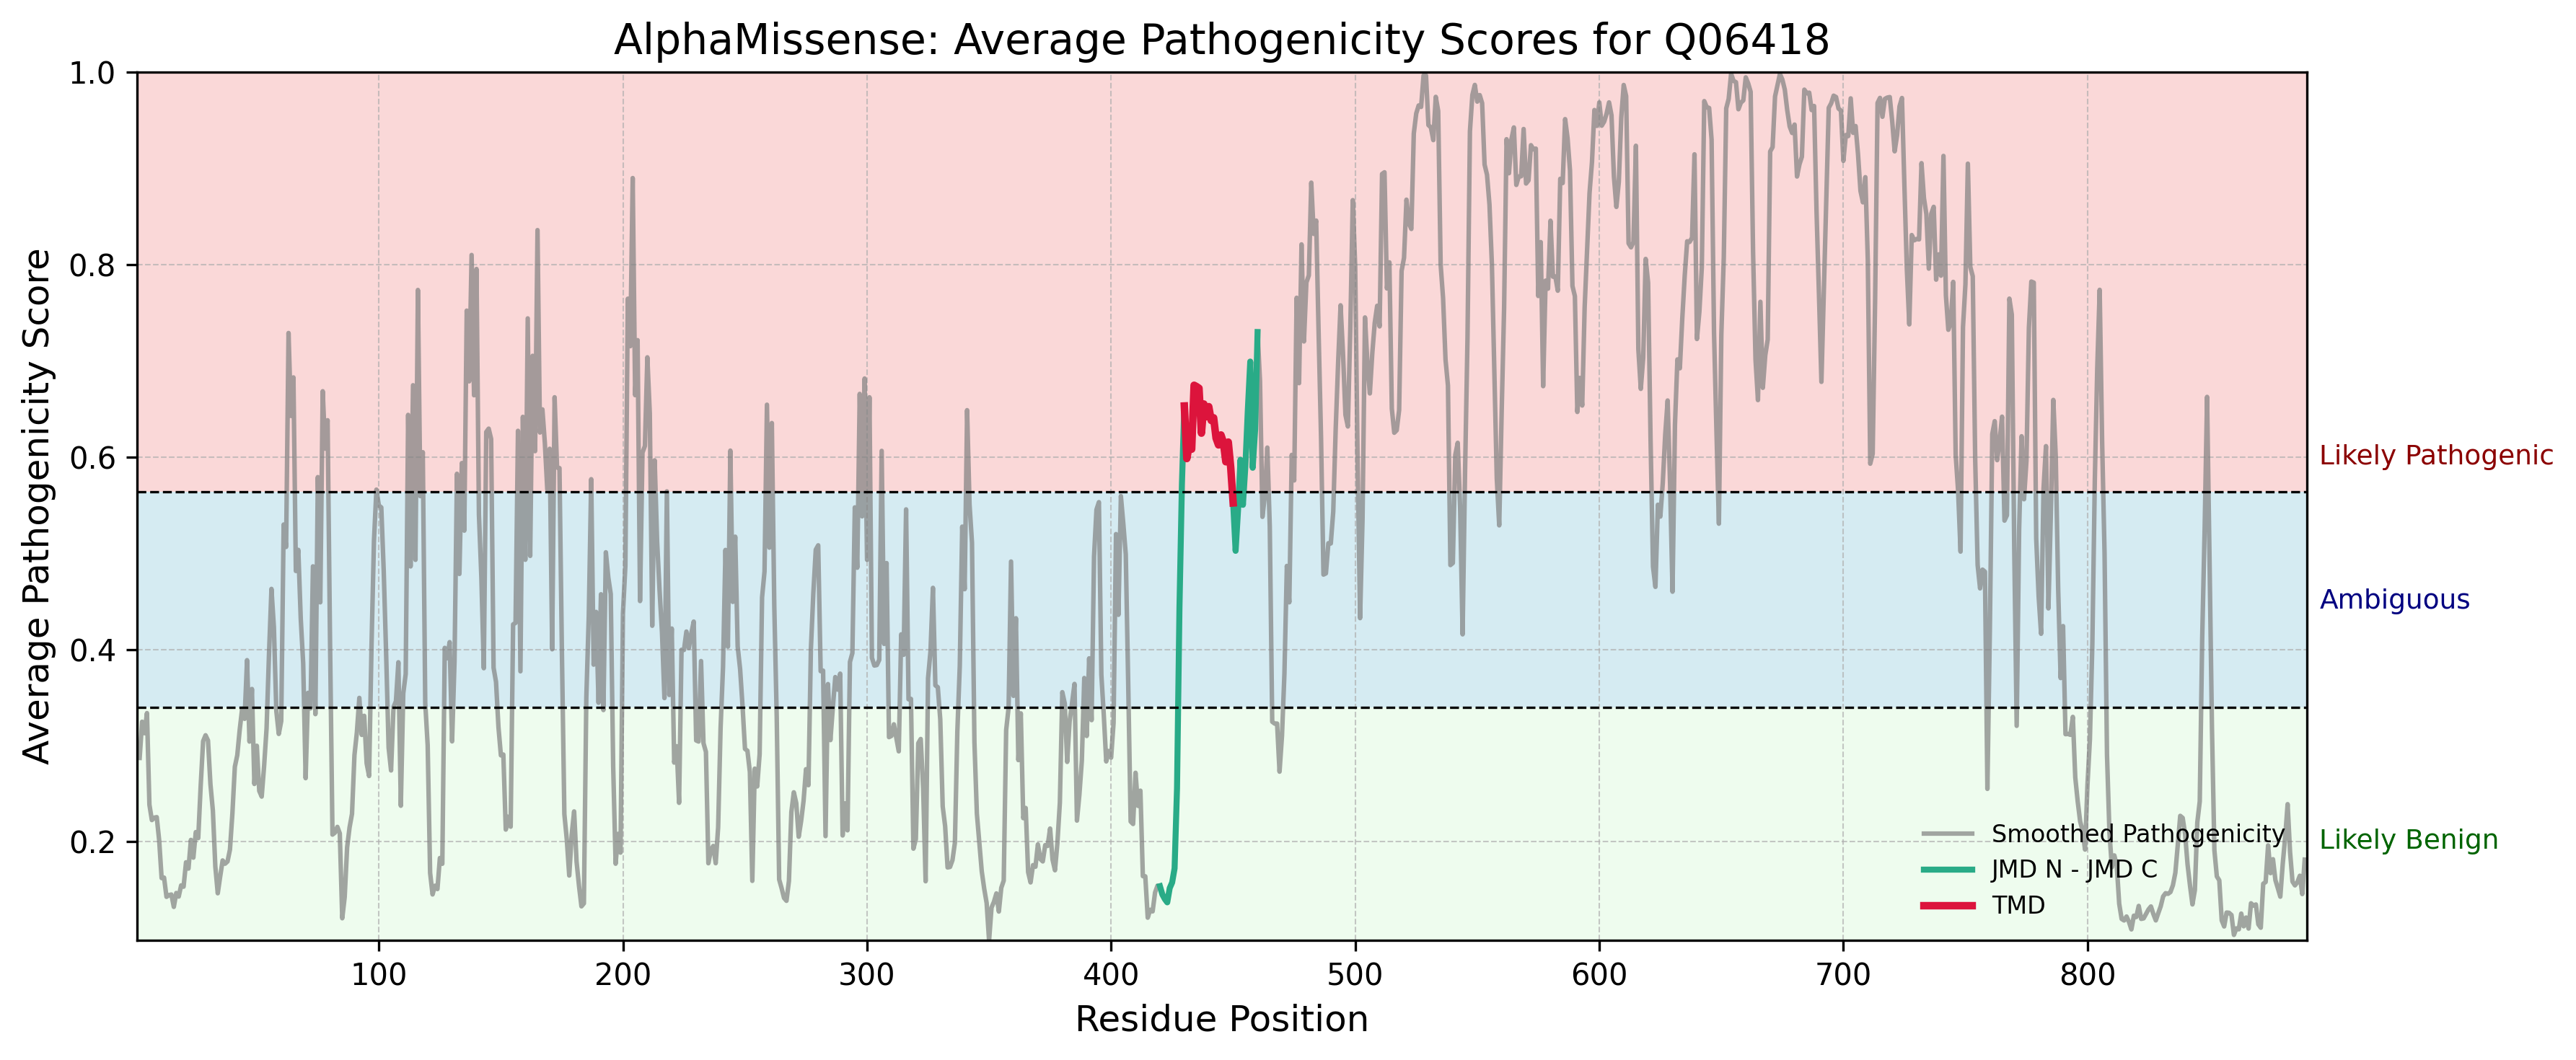 AlphaMissense: Average Pathogenicity Scores for Q06418
Average Pathogenicity Score
1.0
0.8
0.6
0.4
0.2
Likely Pathogenic
Ambiguous
Likely Benign
Smoothed Pathogenicity
JMD N - JMD C
TMD
100 200 300 400 500 600 700 800
Residue Position